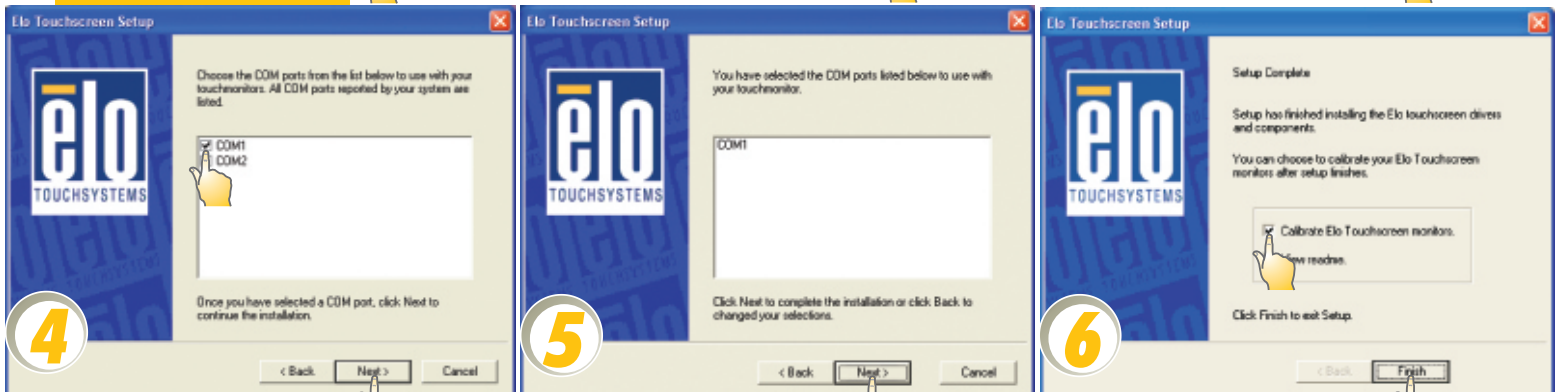 Elo Touchscreen Setup
elo
TOUCHSYSTEMS
Choose the COM ports from the list below to use with your
touchmonitors. All COM ports reported by your system are
listed.
COM1
COM2
Once you have selected a COM port, click Next to
continue the installation.
4
< Back
Next >
Cancel
Elo Touchscreen Setup
elo
TOUCHSYSTEMS
You have selected the COM ports listed below to use with
your touchmonitor.
COM1
Click Next to complete the installation or click Back to
changed your selections.
5
< Back
Next >
Cancel
Elo Touchscreen Setup
elo
TOUCHSYSTEMS
Setup Complete
Setup has finished installing the Elo touchscreen drivers
and components.
You can choose to calibrate your Elo Touchscreen
monitors after setup finishes.
Calibrate Elo Touchscreen monitors.
readme.
Click Finish to exit Setup.
6
< Back
Finish